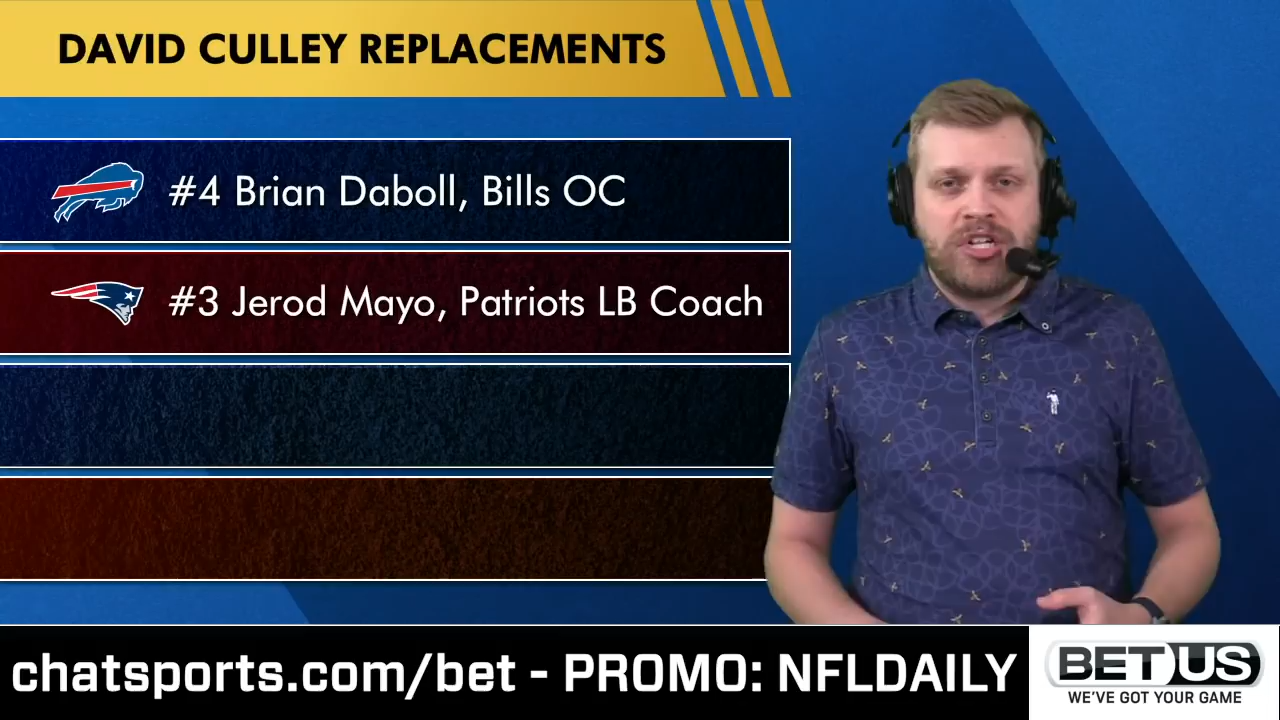 DAVID CULLEY REPLACEMENTS
#4 Brian Daboll, Bills OC
#3 Jerod Mayo, Patriots LB Coach
chatsports.com/bet - PROMO: NFLDAILY
BETUS
WE'VE GOT YOUR GAME